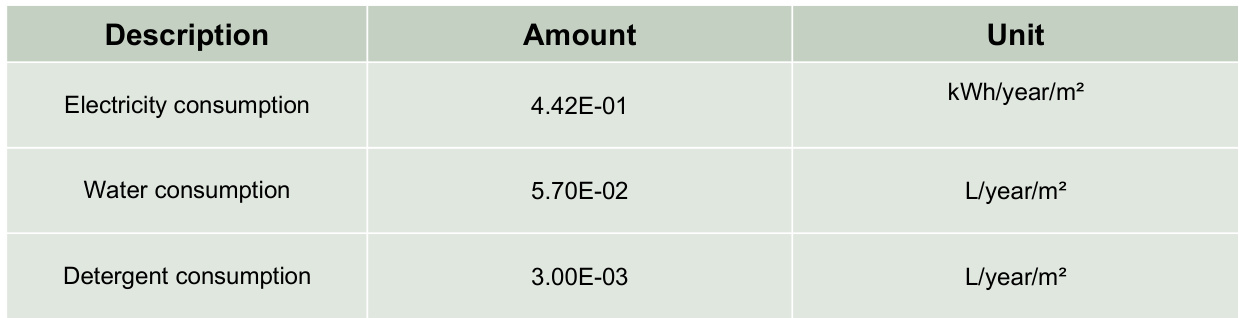 Description Amount Unit
Electricity consumption 4.42E-01 kWh/year/m²
Water consumption 5.70E-02 L/year/m²
Detergent consumption 3.00E-03 L/year/m²